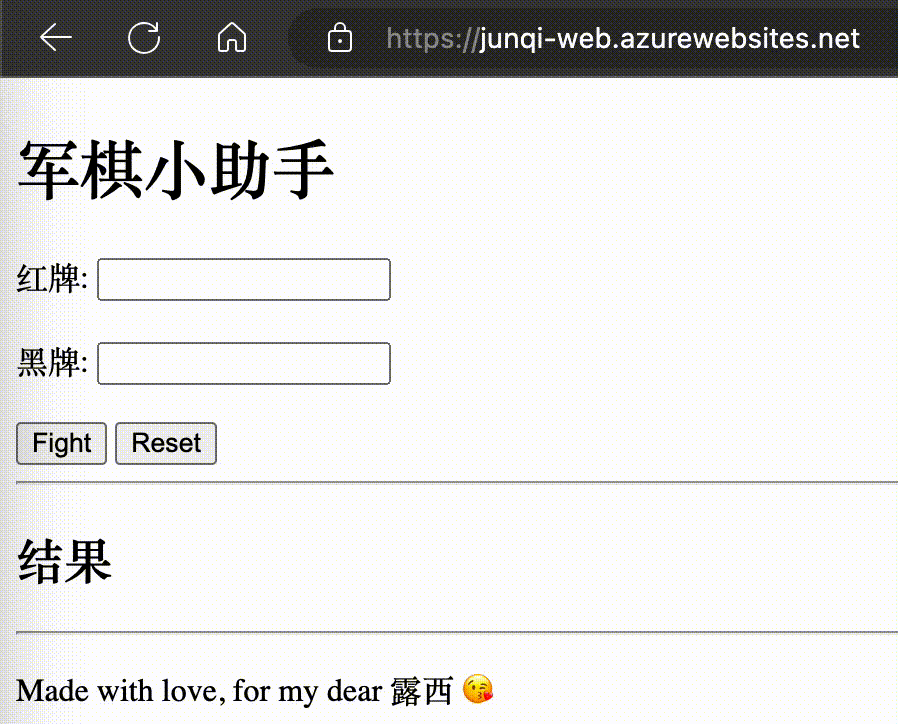 https://junqi-web.azurewebsites.net
军棋小助手
红牌:
黑牌:
Fight Reset
结果
Made with love, for my dear 露西 😘